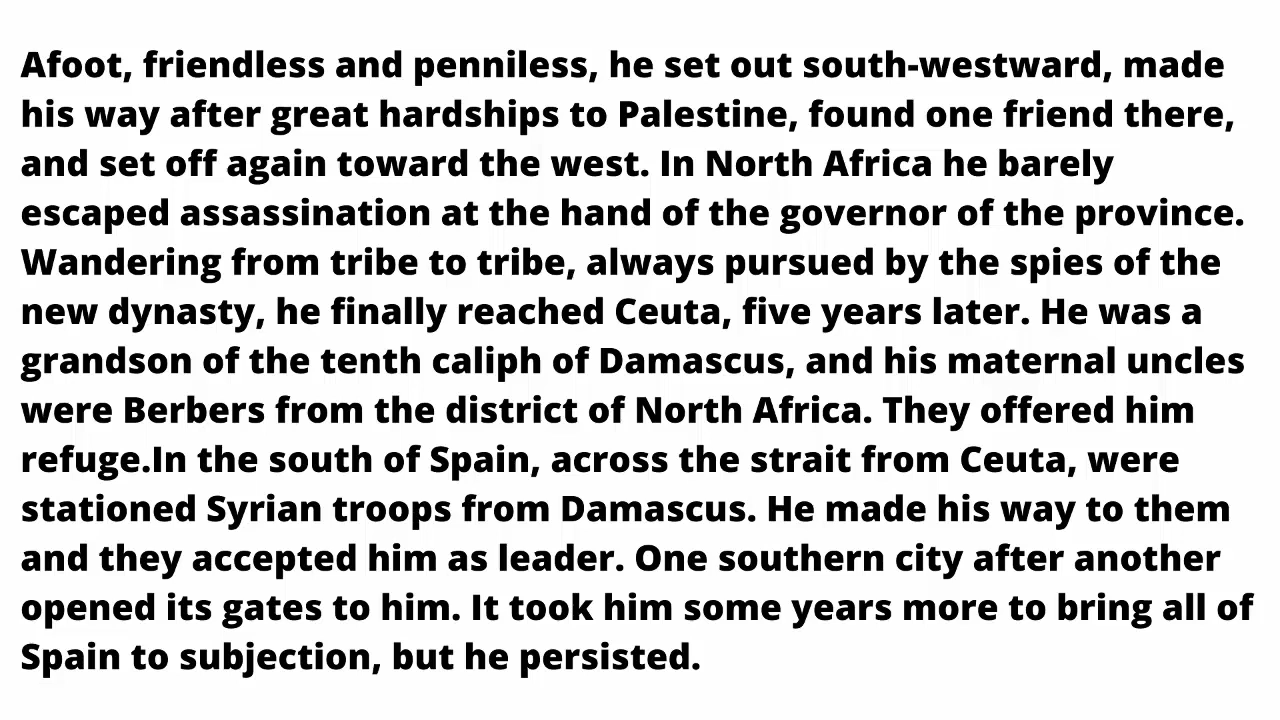 Afoot, friendless and penniless, he set out south-westward, made
his way after great hardships to Palestine, found one friend there,
and set off again toward the west. In North Africa he barely
escaped assassination at the hand of the governor of the province.
Wandering from tribe to tribe, always pursued by the spies of the
new dynasty, he finally reached Ceuta, five years later. He was a
grandson of the tenth caliph of Damascus, and his maternal uncles
were Berbers from the district of North Africa. They offered him
refuge.In the south of Spain, across the strait from Ceuta, were
stationed Syrian troops from Damascus. He made his way to them
and they accepted him as leader. One southern city after another
opened its gates to him. It took him some years more to bring all of
Spain to subjection, but he persisted.